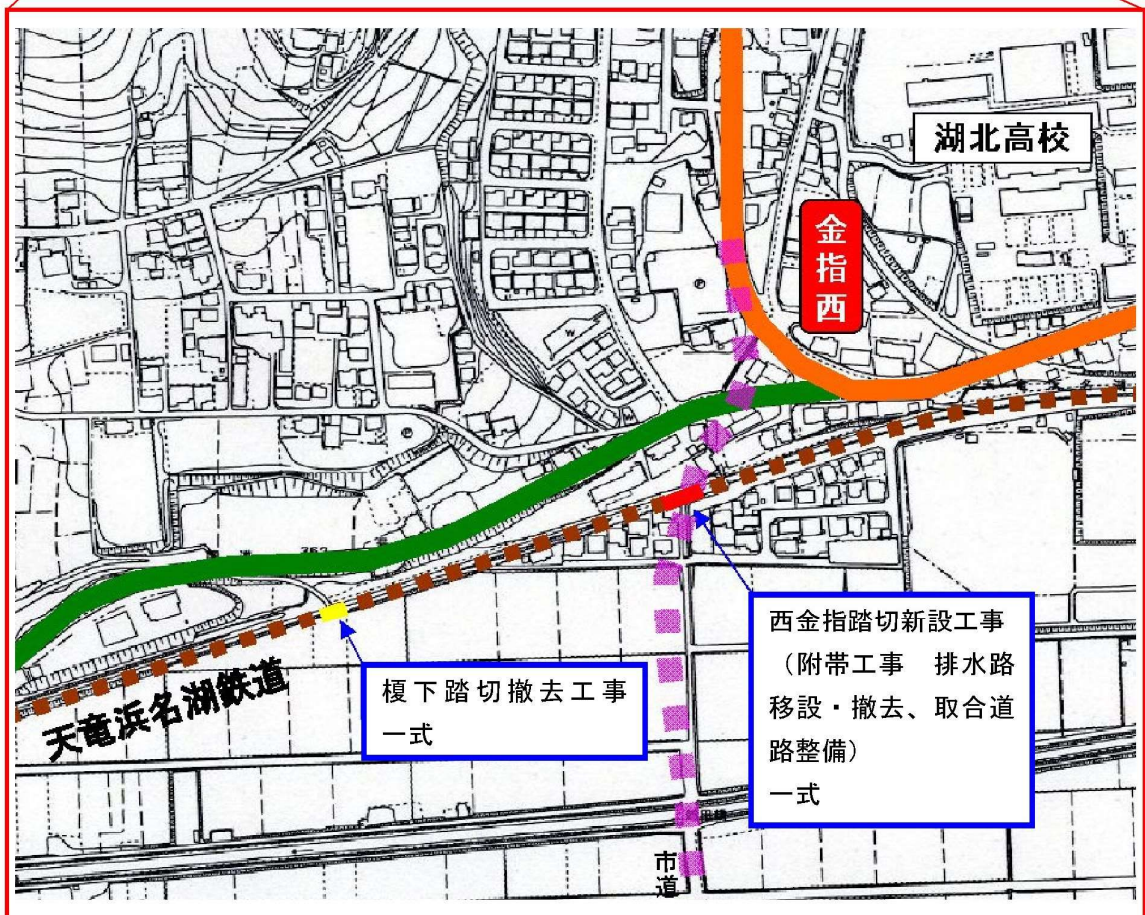 湖北高校
金指西
西金指踏切新設工事
（附帯工事　排水路
移設・撤去、取合道
路整備）
一式
榎下踏切撤去工事
一式
天竜浜名湖鉄道
市道